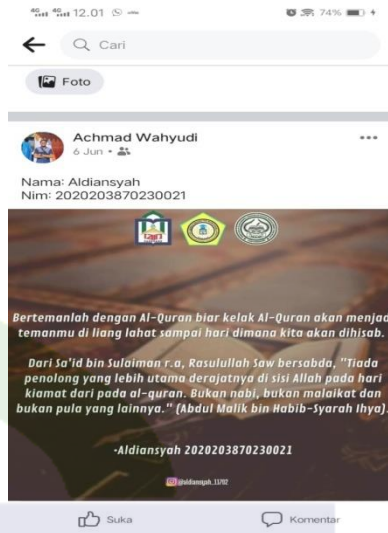 12.01
74%
Cari
Foto
Achmad Wahyudi
6 Jun
Nama: Aldiansyah
Nim: 2020203870230021
Bertemanlah dengan Al-Quran biar kelak Al-Quran akan menjad
temanmu di liang lahat sampai hari dimana kita akan dihisab.
Dari Sa'id bin Sulaiman r.a, Rasulullah Saw bersabda, "Tiada
penolong yang lebih utama derajatnya di sisi Allah pada hari
kiamat dari pada al-quran. Bukan nabi, bukan malaikat dan
bukan pula yang lainnya." (Abdul Malik bin Habib-Syarah Ihya).
-Aldiansyah 2020203870230021
@aldiansyah_11702
Suka
Komentar